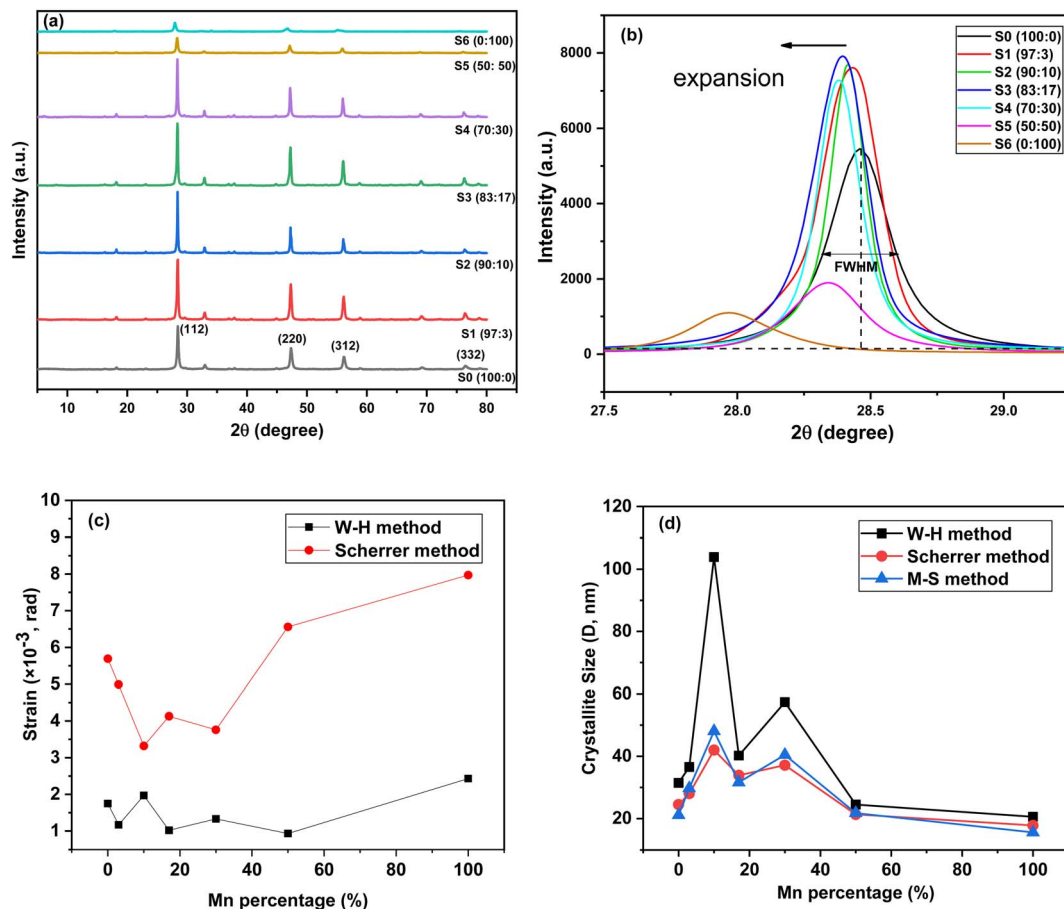 (a)
S6 (0:100)
S5 (50: 50)
S4 (70:30)
S3 (83:17)
S2 (90:10)
S1 (97:3)
(112)
(220)
(312)
(332)
S0 (100:0)
Intensity (a.u.)
10 20 30 40 50 60 70 80
2θ (degree)
(b)
expansion
S0 (100:0)
S1 (97:3)
S2 (90:10)
S3 (83:17)
S4 (70:30)
S5 (50:50)
S6 (0:100)
FWHM
Intensity (a.u.)
8000
6000
4000
2000
0
27.5 28.0 28.5 29.0
2θ (degree)
(c)
W-H method
Scherrer method
Strain (×10⁻³, rad)
10
9
8
7
6
5
4
3
2
1
0 20 40 60 80 100
Mn percentage (%)
(d)
W-H method
Scherrer method
M-S method
Crystallite Size (D, nm)
120
100
80
60
40
20
0 20 40 60 80 100
Mn percentage (%)